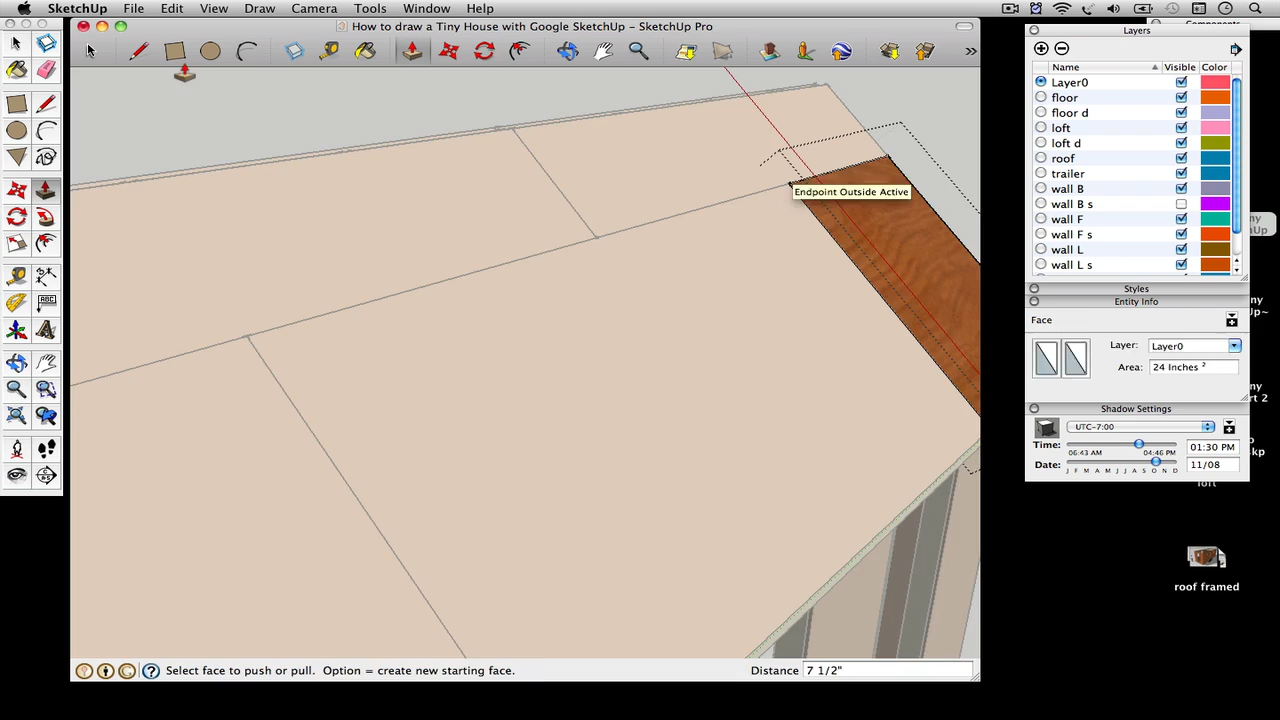 SketchUp File Edit View Draw Camera Tools Window Help
How to draw a Tiny House with Google SketchUp – SketchUp Pro
Components
Layers
Name Visible Color
Layer0
floor
floor d
loft
loft d
roof
trailer
wall B
wall B s
wall F
wall F s
wall L
wall L s
Endpoint Outside Active
Styles
Entity Info
Face
Layer: Layer0
Area: 24 Inches ²
Shadow Settings
UTC-7:00
Time: 01:30 PM
06:43 AM 04:46 PM
Date: 11/08
J F M A M J J A S O N D
loft
roof framed
ABC
Select face to push or pull. Option = create new starting face.
Distance 7 1/2"